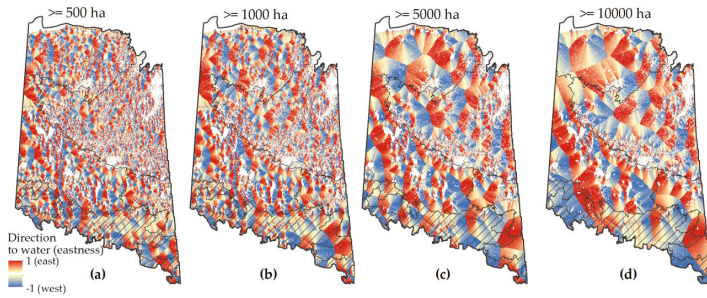 >= 500 ha
>= 1000 ha
>= 5000 ha
>= 10000 ha
Direction
to water (eastness)
1 (east)
-1 (west)
(a)
(b)
(c)
(d)